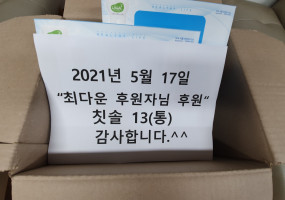 2021년 5월 17일
“최다운 후원자님 후원“
칫솔 13(통)
감사합니다.^^